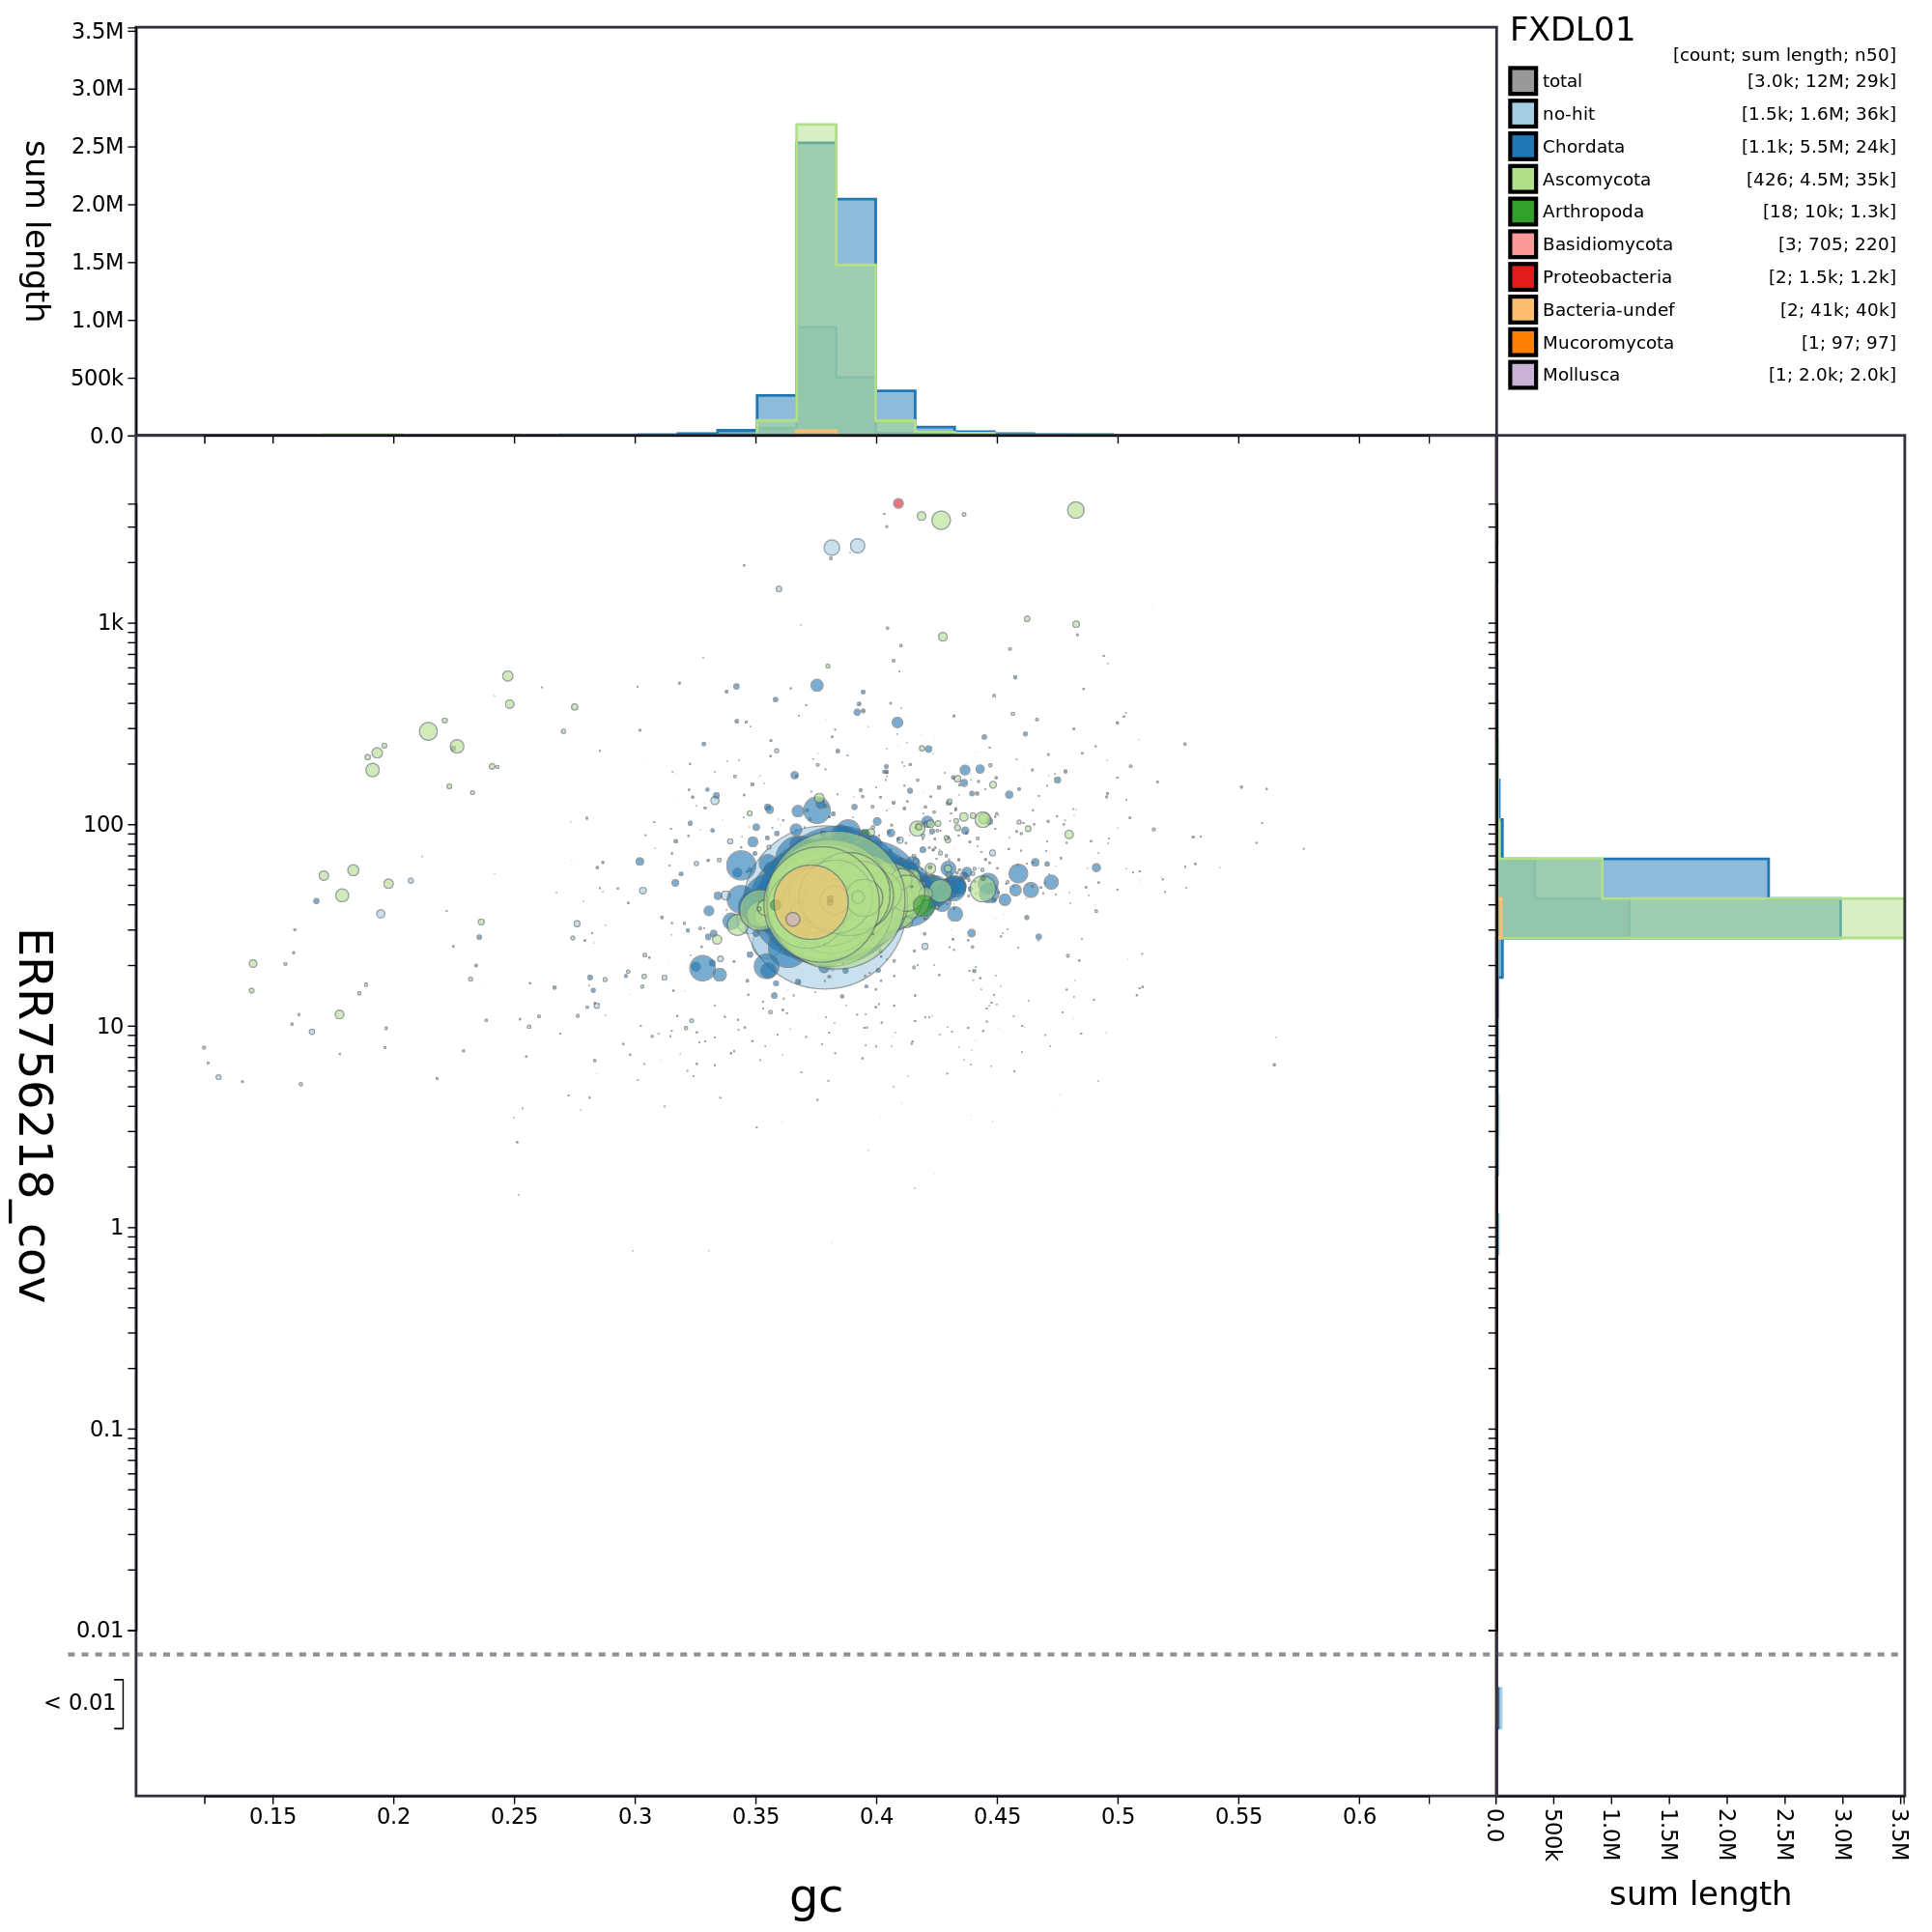 FXDL01
[count; sum length; n50]
total [3.0k; 12M; 29k]
no-hit [1.5k; 1.6M; 36k]
Chordata [1.1k; 5.5M; 24k]
Ascomycota [426; 4.5M; 35k]
Arthropoda [18; 10k; 1.3k]
Basidiomycota [3; 705; 220]
Proteobacteria [2; 1.5k; 1.2k]
Bacteria-undef [2; 41k; 40k]
Mucoromycota [1; 97; 97]
Mollusca [1; 2.0k; 2.0k]
sum length
3.5M
3.0M
2.5M
2.0M
1.5M
1.0M
500k
0.0
ERR756218_cov
1k
100
10
1
0.1
0.01
< 0.01
0.15 0.2 0.25 0.3 0.35 0.4 0.45 0.5 0.55 0.6
gc
0.0 500k 1.0M 1.5M 2.0M 2.5M 3.0M 3.5M
sum length